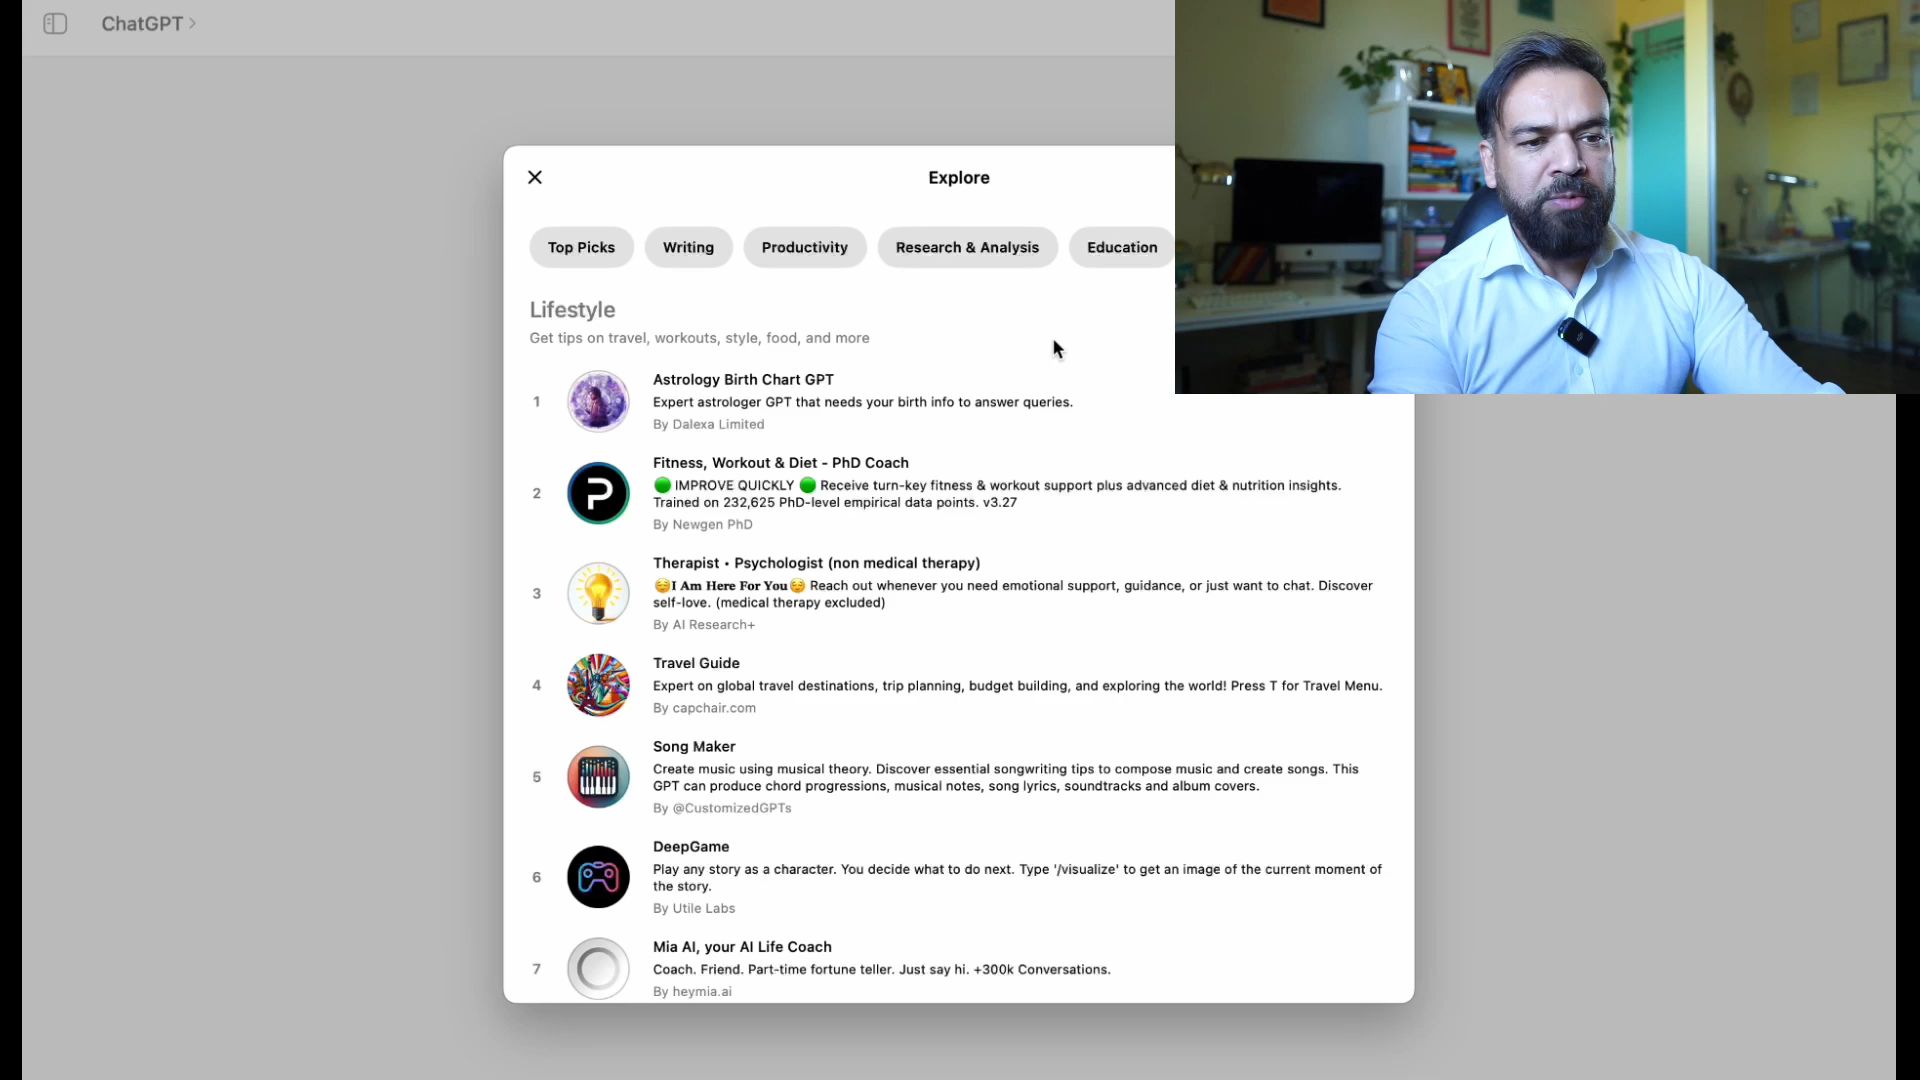 ChatGPT
Explore
Top Picks
Writing
Productivity
Research & Analysis
Education
Lifestyle
Get tips on travel, workouts, style, food, and more
1
Astrology Birth Chart GPT
Expert astrologer GPT that needs your birth info to answer queries.
By Dalexa Limited
2
Fitness, Workout & Diet - PhD Coach
🟢 IMPROVE QUICKLY 🟢 Receive turn-key fitness & workout support plus advanced diet & nutrition insights.
Trained on 232,625 PhD-level empirical data points. v3.27
By Newgen PhD
3
Therapist • Psychologist (non medical therapy)
😌𝐈 𝐀𝐦 𝐇𝐞𝐫𝐞 𝐅𝐨𝐫 𝐘𝐨𝐮😌 Reach out whenever you need emotional support, guidance, or just want to chat. Discover
self-love. (medical therapy excluded)
By AI Research+
4
Travel Guide
Expert on global travel destinations, trip planning, budget building, and exploring the world! Press T for Travel Menu.
By capchair.com
5
Song Maker
Create music using musical theory. Discover essential songwriting tips to compose music and create songs. This
GPT can produce chord progressions, musical notes, song lyrics, soundtracks and album covers.
By @CustomizedGPTs
6
DeepGame
Play any story as a character. You decide what to do next. Type '/visualize' to get an image of the current moment of
the story.
By Utile Labs
7
Mia AI, your AI Life Coach
Coach. Friend. Part-time fortune teller. Just say hi. +300k Conversations.
By heymia.ai